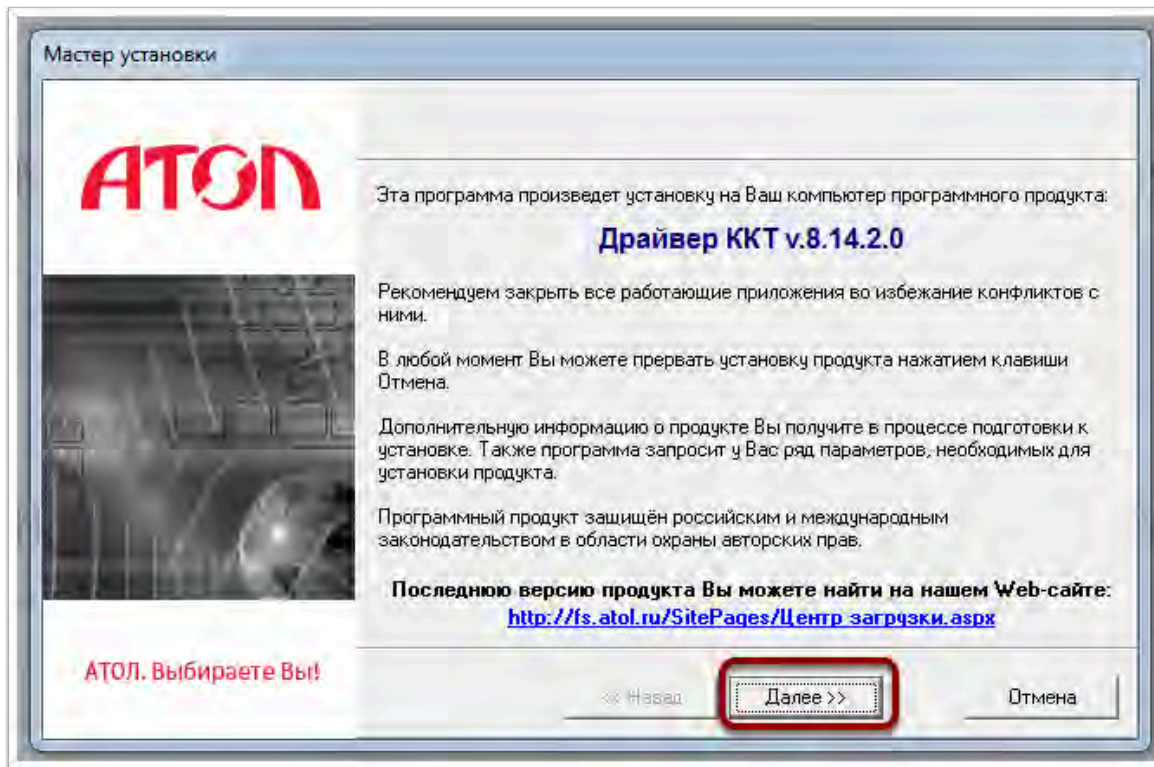 Мастер установки
АТОЛ
Эта программа произведет установку на Ваш компьютер программного продукта:
Драйвер ККТ v.8.14.2.0
Рекомендуем закрыть все работающие приложения во избежание конфликтов с
ними.
В любой момент Вы можете прервать установку продукта нажатием клавиши
Отмена.
Дополнительную информацию о продукте Вы получите в процессе подготовки к
установке. Также программа запросит у Вас ряд параметров, необходимых для
установки продукта.
Программный продукт защищён российским и международным
законодательством в области охраны авторских прав.
Последнюю версию продукта Вы можете найти на нашем Web-сайте:
http://fs.atol.ru/SitePages/Центр загрузки.aspx
АТОЛ. Выбираете Вы!
<< Назад
Далее >>
Отмена